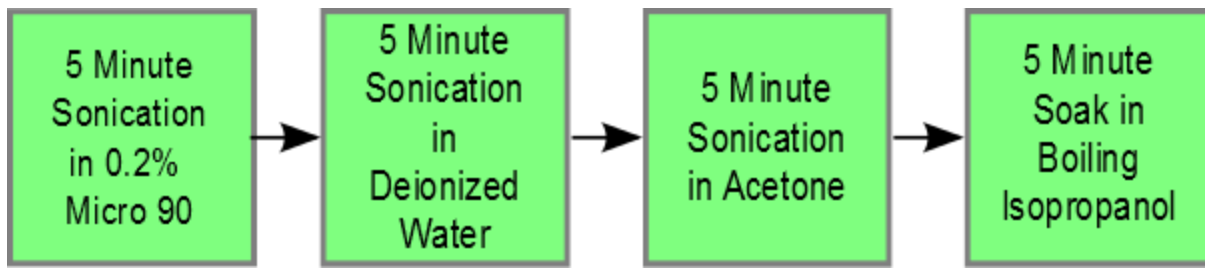 5 Minute
Sonication
in 0.2%
Micro 90
5 Minute
Sonication
in
Deionized
Water
5 Minute
Sonication
in Acetone
5 Minute
Soak in
Boiling
Isopropanol